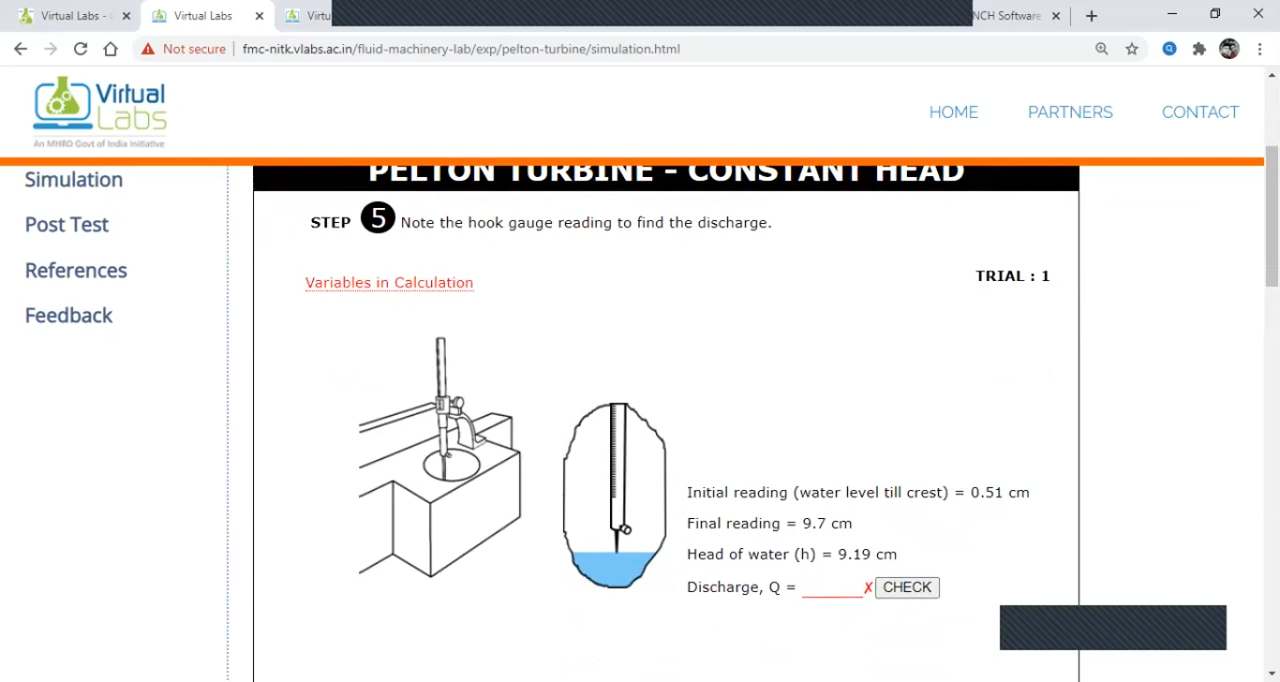 Virtual Labs -
Virtual Labs
Virtu
NCH Software
Not secure
fmc-nitk.vlabs.ac.in/fluid-machinery-lab/exp/pelton-turbine/simulation.html
Virtual
Labs
An MHRD Govt of India Initiative
HOME
PARTNERS
CONTACT
Simulation
Post Test
References
Feedback
PELTON TURBINE - CONSTANT HEAD
STEP 5 Note the hook gauge reading to find the discharge.
Variables in Calculation
TRIAL : 1
Initial reading (water level till crest) = 0.51 cm
Final reading = 9.7 cm
Head of water (h) = 9.19 cm
Discharge, Q = ______ ✗ CHECK